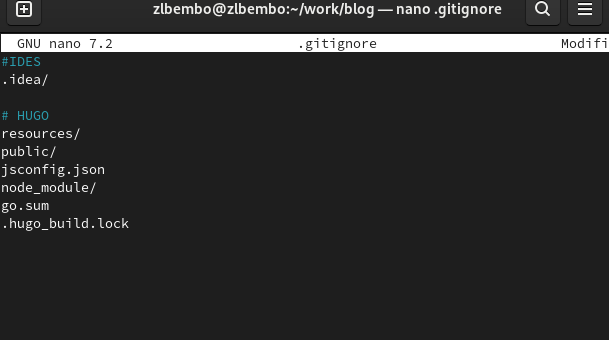 zlbembo@zlbembo:~/work/blog — nano .gitignore
GNU nano 7.2 .gitignore Modifi
#IDES
.idea/
# HUGO
resources/
public/
jsconfig.json
node_module/
go.sum
.hugo_build.lock